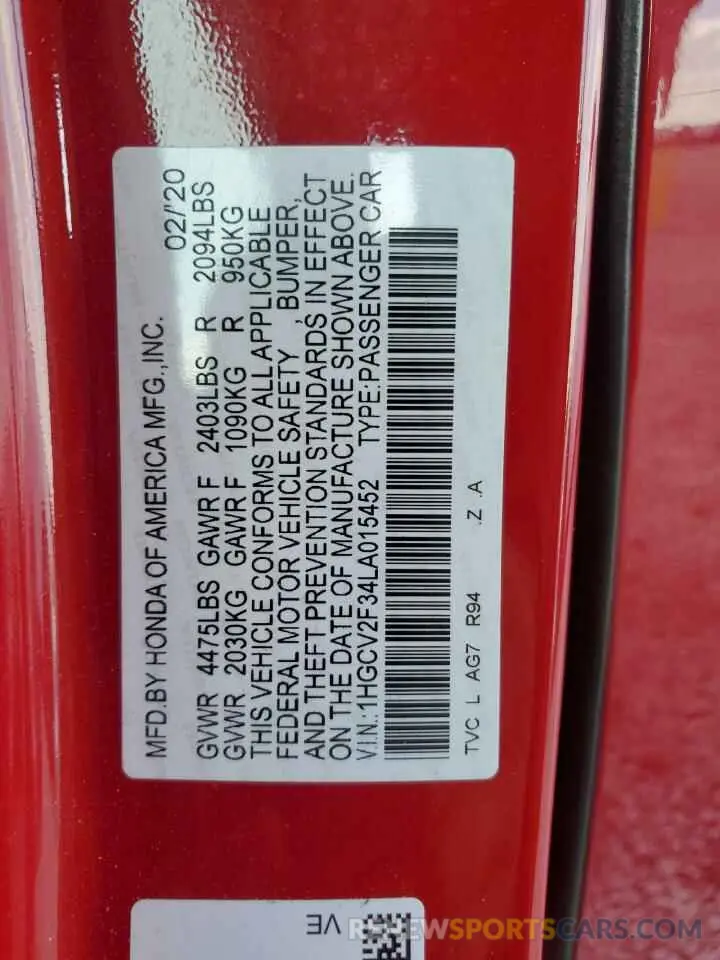 MFD.BY HONDA OF AMERICA MFG.,INC. 02/'20
GVWR 4475LBS GAWR F 2403LBS R 2094LBS
GVWR 2030KG GAWR F 1090KG R 950KG
THIS VEHICLE CONFORMS TO ALL APPLICABLE
FEDERAL MOTOR VEHICLE SAFETY BUMPER,
AND THEFT PREVENTION STANDARDS IN EFFECT
ON THE DATE OF MANUFACTURE SHOWN ABOVE.
V.I.N.:1HGCV2F34LA015452 TYPE:PASSENGER CAR
TVC L AG7 R94 .Z .A
VE
REVIEWSPORTSCARS.COM